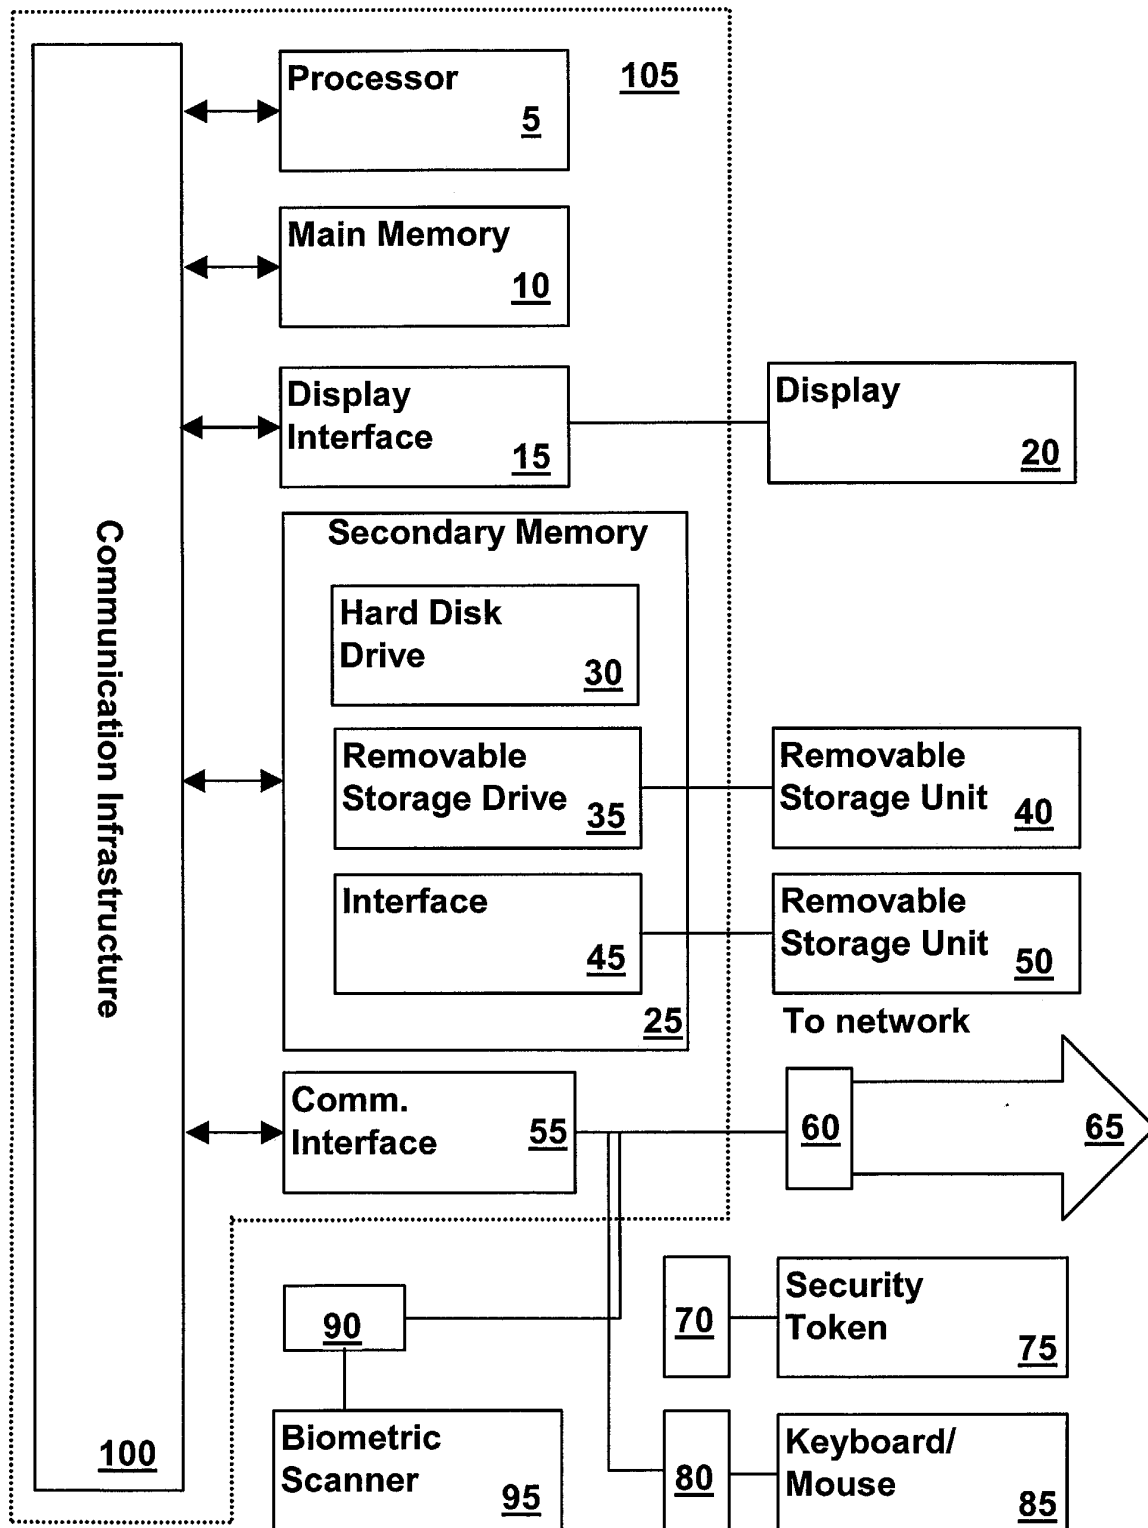 Processor
5
105
Main Memory
10
Display
Interface
15
Display
20
Communication Infrastructure
100
Secondary Memory
Hard Disk
Drive
30
Removable
Storage Drive
35
Removable
Storage Unit
40
Interface
45
Removable
Storage Unit
50
25
To network
Comm.
Interface
55
60
65
90
70
Security
Token
75
Biometric
Scanner
95
80
Keyboard/
Mouse
85